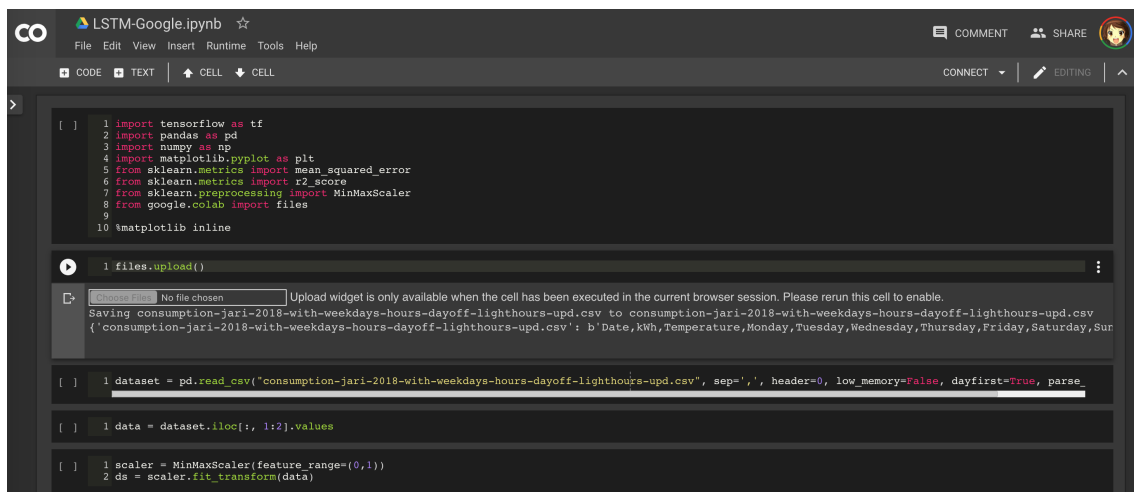 CO
LSTM-Google.ipynb
File Edit View Insert Runtime Tools Help
COMMENT SHARE
CODE TEXT CELL CELL
CONNECT EDITING
[ ] 1 import tensorflow as tf
2 import pandas as pd
3 import numpy as np
4 import matplotlib.pyplot as plt
5 from sklearn.metrics import mean_squared_error
6 from sklearn.metrics import r2_score
7 from sklearn.preprocessing import MinMaxScaler
8 from google.colab import files
9
10 %matplotlib inline
1 files.upload()
Choose Files No file chosen Upload widget is only available when the cell has been executed in the current browser session. Please rerun this cell to enable.
Saving consumption-jari-2018-with-weekdays-hours-dayoff-lighthours-upd.csv to consumption-jari-2018-with-weekdays-hours-dayoff-lighthours-upd.csv
{'consumption-jari-2018-with-weekdays-hours-dayoff-lighthours-upd.csv': b'Date,kWh,Temperature,Monday,Tuesday,Wednesday,Thursday,Friday,Saturday,Sun
[ ] 1 dataset = pd.read_csv("consumption-jari-2018-with-weekdays-hours-dayoff-lighthours-upd.csv", sep=',', header=0, low_memory=False, dayfirst=True, parse_
[ ] 1 data = dataset.iloc[:, 1:2].values
[ ] 1 scaler = MinMaxScaler(feature_range=(0,1))
2 ds = scaler.fit_transform(data)